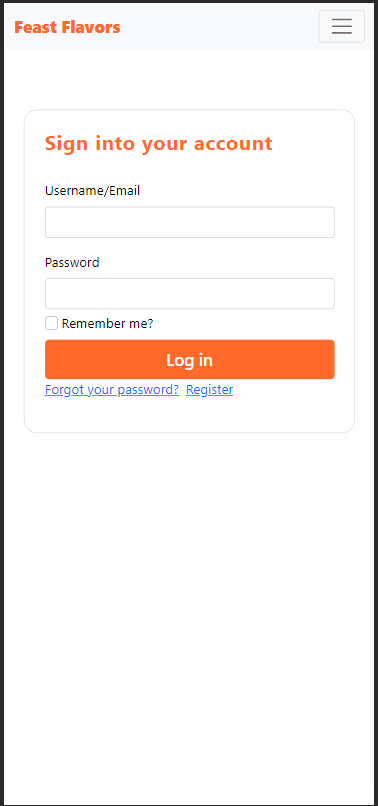 Feast Flavors
Sign into your account
Username/Email
Password
Remember me?
Log in
Forgot your password? Register